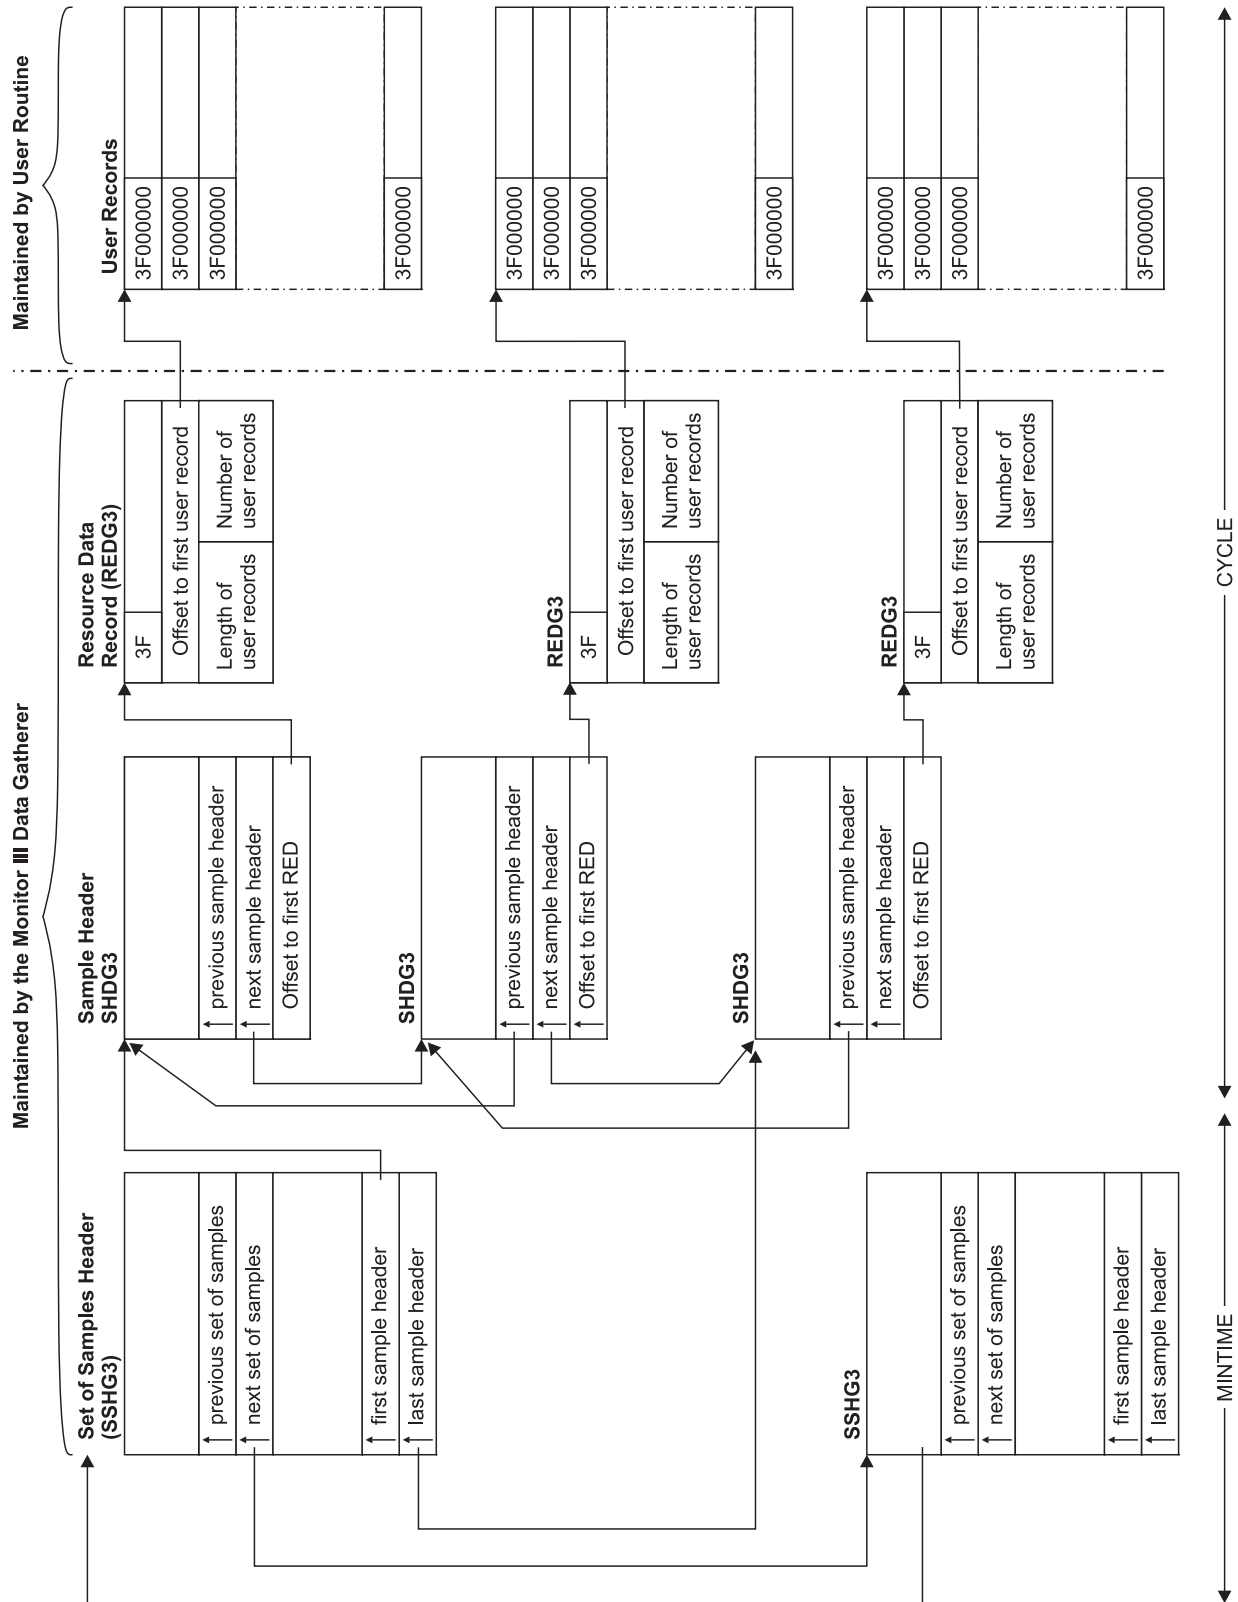 Maintained by the Monitor III Data Gatherer
Maintained by User Routine
Set of Samples Header
(SSHG3)
previous set of samples
next set of samples
first sample header
last sample header
Sample Header
SHDG3
previous sample header
next sample header
Offset to first RED
Resource Data
Record (REDG3)
3F
Offset to first user record
Length of
user records
Number of
user records
User Records
3F000000
3F000000
3F000000
3F000000
SHDG3
previous sample header
next sample header
Offset to first RED
REDG3
3F
Offset to first user record
Length of
user records
Number of
user records
3F000000
3F000000
3F000000
3F000000
SSHG3
previous set of samples
next set of samples
first sample header
last sample header
SHDG3
previous sample header
next sample header
Offset to first RED
REDG3
3F
Offset to first user record
Length of
user records
Number of
user records
3F000000
3F000000
3F000000
3F000000
MINTIME
CYCLE